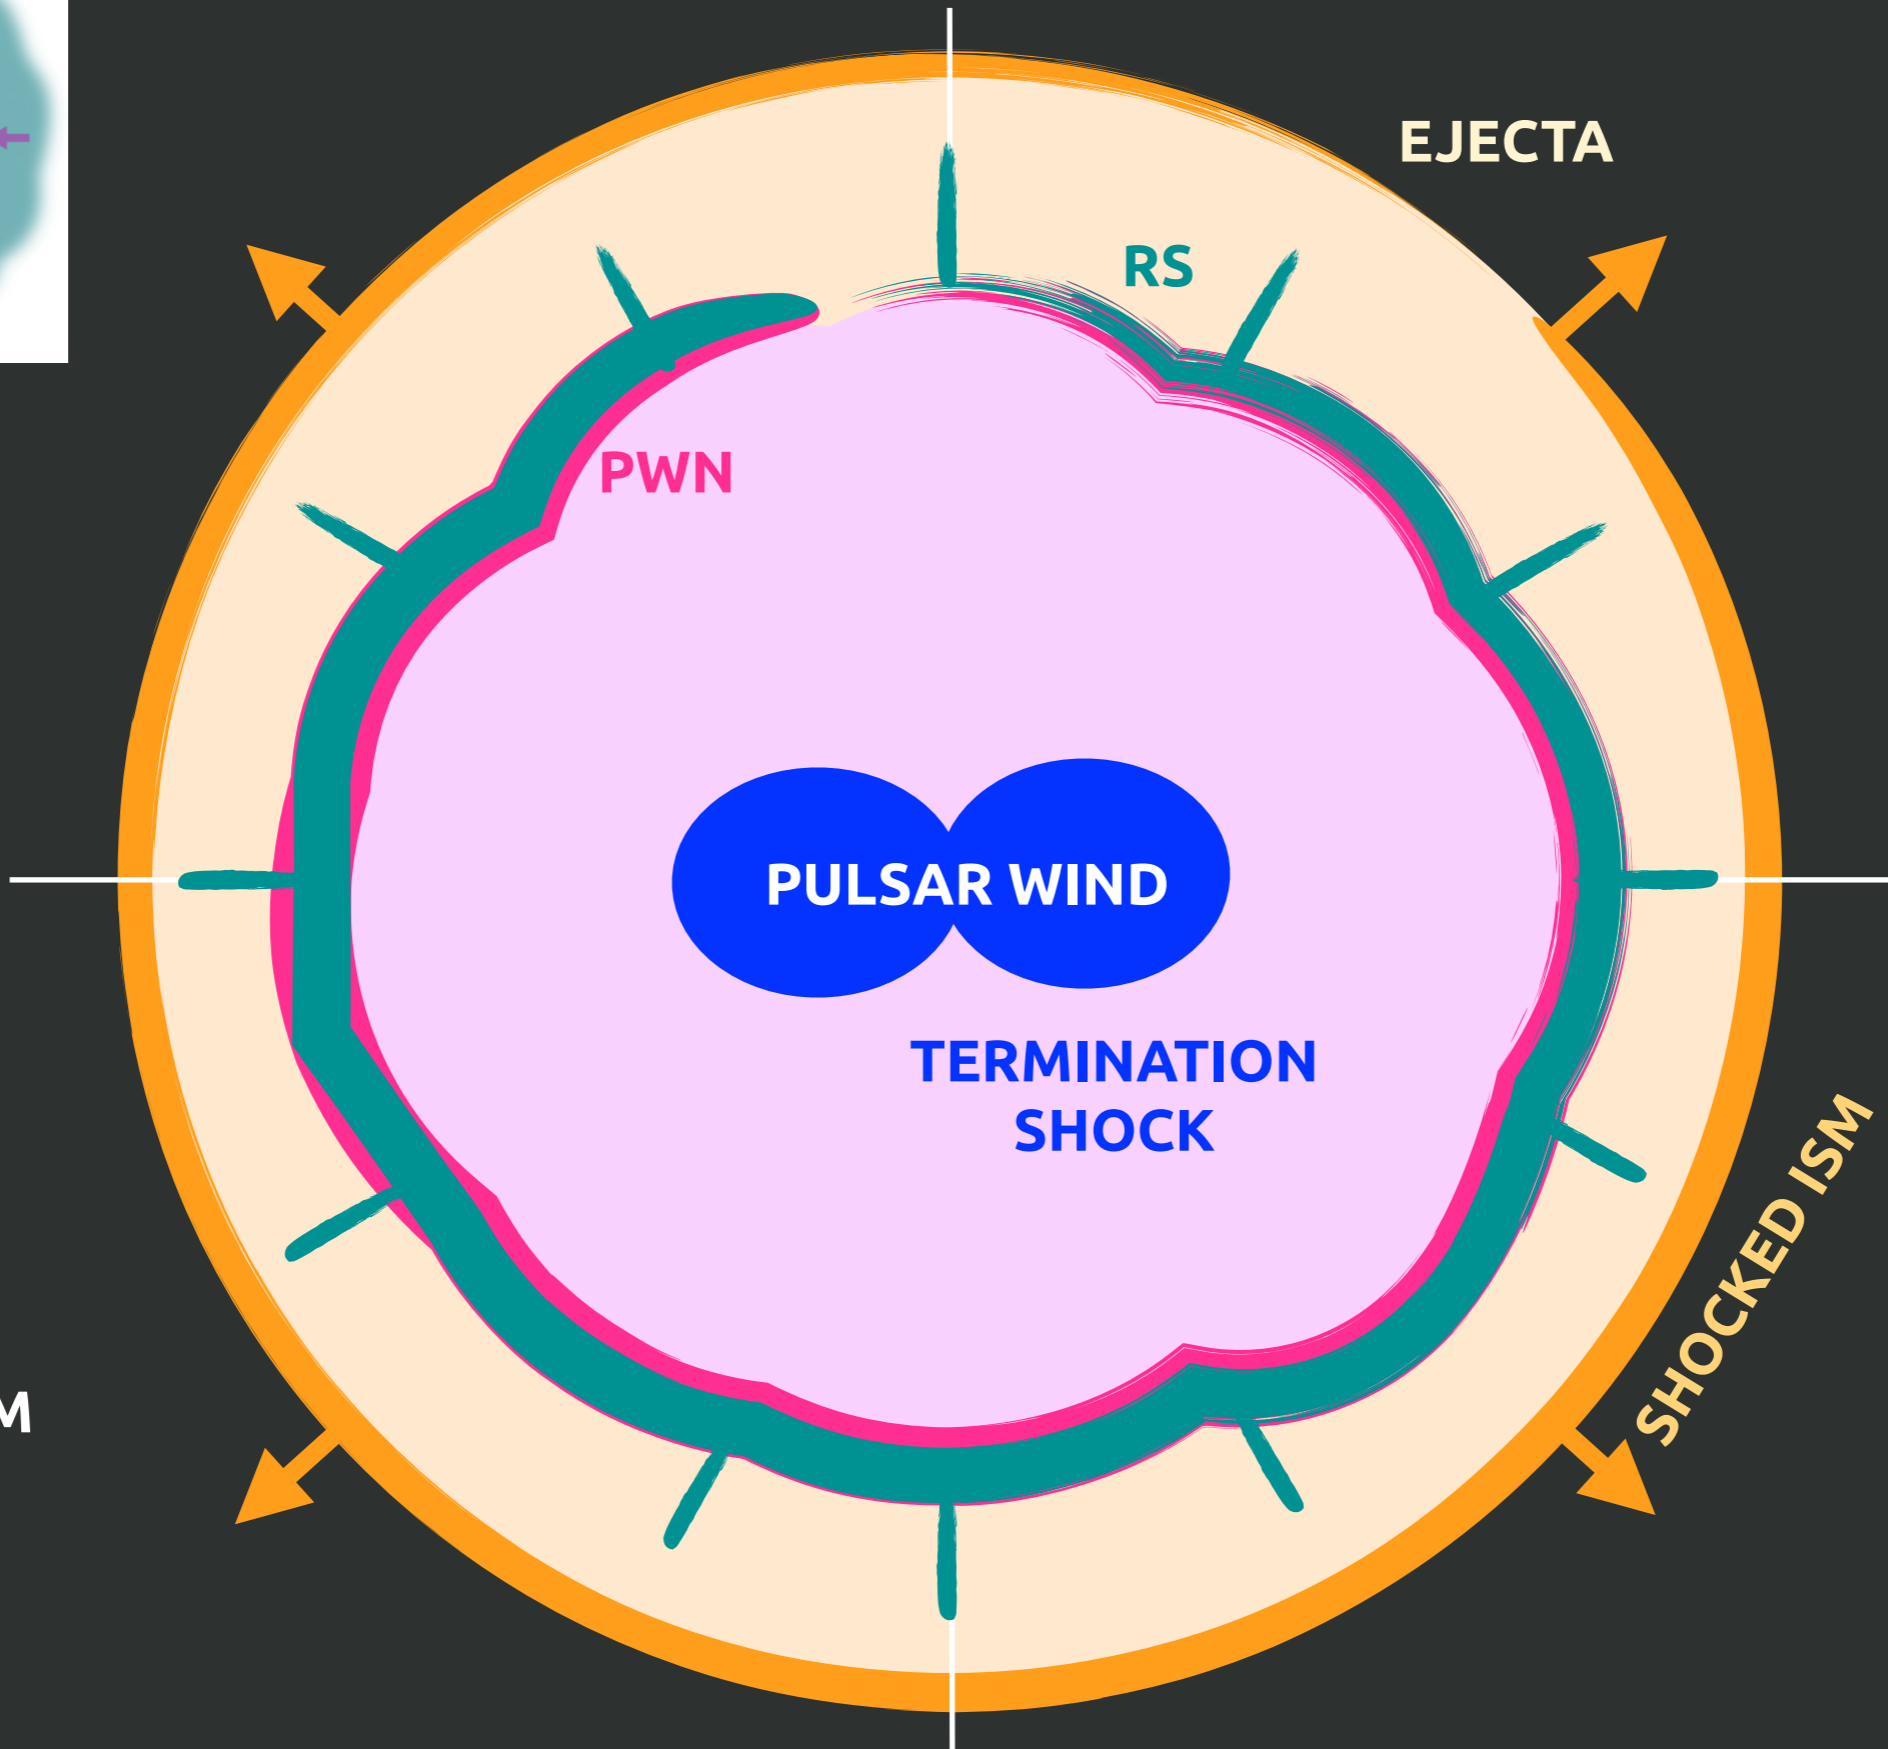 EJECTA
RS
PWN
PULSAR WIND
TERMINATION
SHOCK
SHOCKED ISM
M